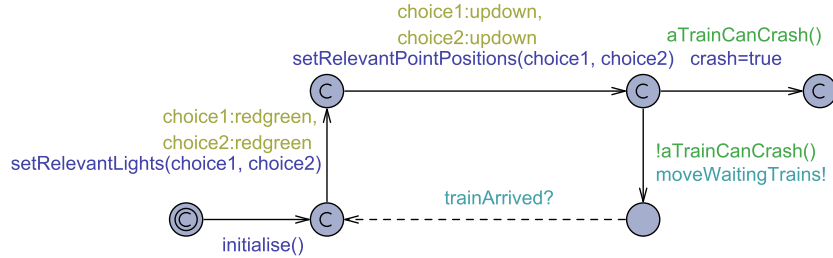 choice1:updown,
choice2:updown
setRelevantPointPositions(choice1, choice2)
aTrainCanCrash()
crash=true
C
C
C
choice1:redgreen,
choice2:redgreen
setRelevantLights(choice1, choice2)
!aTrainCanCrash()
moveWaitingTrains!
trainArrived?
C
C
initialise()